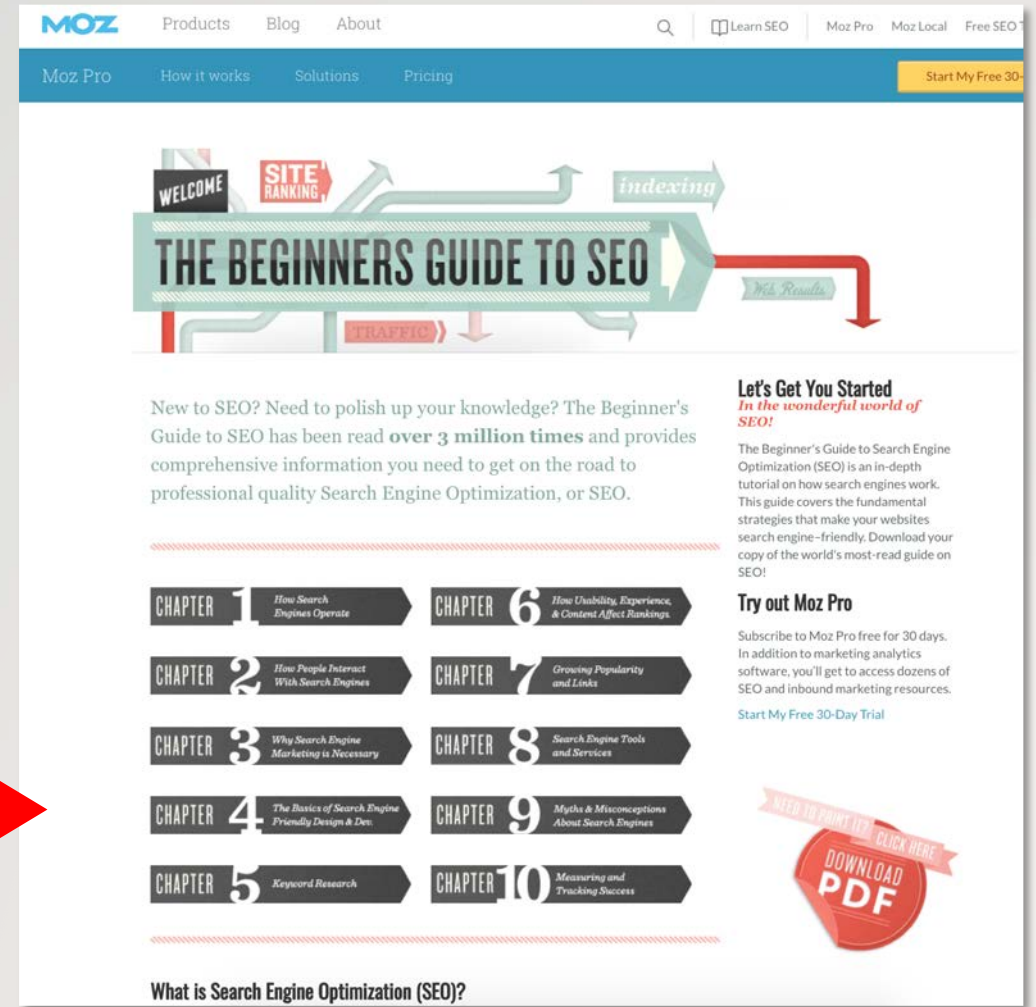 MOZ Products Blog About Learn SEO Moz Pro Moz Local Free SEO
Moz Pro How it works Solutions Pricing Start My Free 30-
WELCOME
SITE
RANKING
indexing
THE BEGINNERS GUIDE TO SEO
Web Results
TRAFFIC
New to SEO? Need to polish up your knowledge? The Beginner's
Guide to SEO has been read over 3 million times and provides
comprehensive information you need to get on the road to
professional quality Search Engine Optimization, or SEO.
CHAPTER 1 How Search
Engines Operate
CHAPTER 2 How People Interact
With Search Engines
CHAPTER 3 Why Search Engine
Marketing is Necessary
CHAPTER 4 The Basics of Search Engine
Friendly Design & Dev.
CHAPTER 5 Keyword Research
CHAPTER 6 How Usability, Experience,
& Content Affect Rankings.
CHAPTER 7 Growing Popularity
and Links
CHAPTER 8 Search Engine Tools
and Services
CHAPTER 9 Myths & Misconceptions
About Search Engines
CHAPTER 10 Measuring and
Tracking Success
What is Search Engine Optimization (SEO)?
Let's Get You Started
In the wonderful world of
SEO!
The Beginner's Guide to Search Engine
Optimization (SEO) is an in-depth
tutorial on how search engines work.
This guide covers the fundamental
strategies that make your websites
search engine–friendly. Download your
copy of the world's most-read guide on
SEO!
Try out Moz Pro
Subscribe to Moz Pro free for 30 days.
In addition to marketing analytics
software, you'll get to access dozens of
SEO and inbound marketing resources.
Start My Free 30-Day Trial
NEED TO PRINT IT? CLICK HERE
DOWNLOAD
PDF